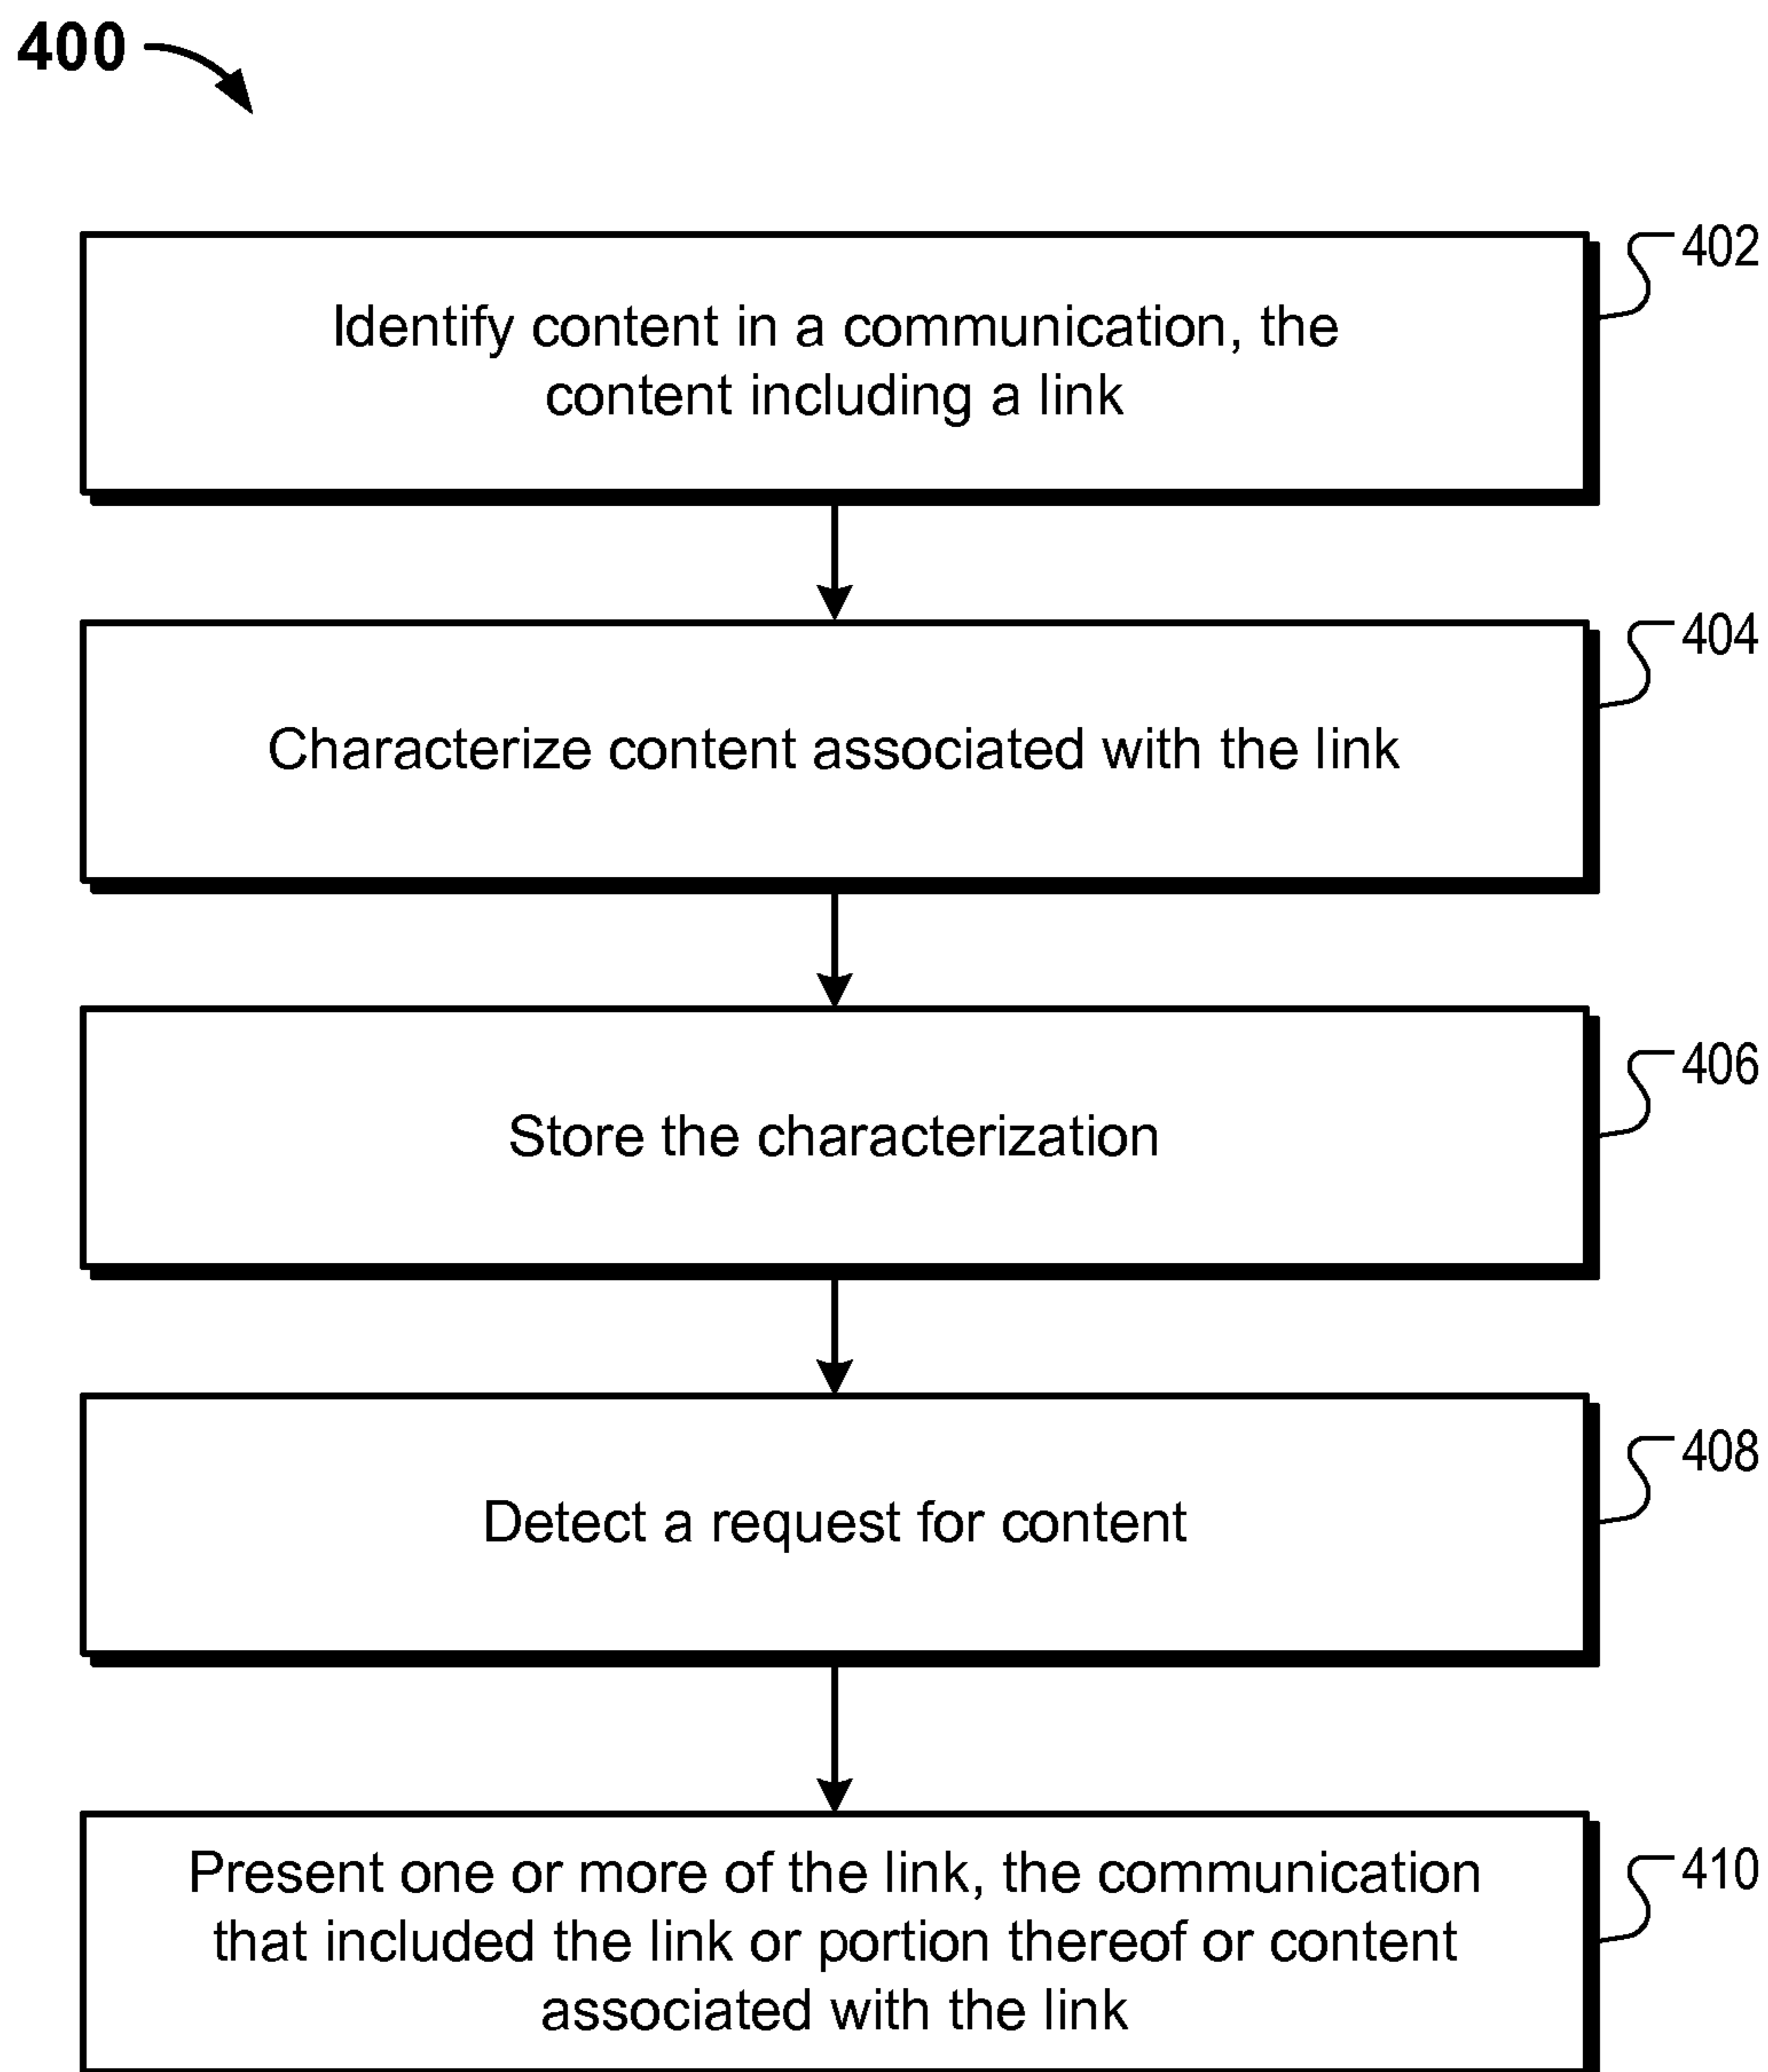 400
402
Identify content in a communication, the
content including a link
404
Characterize content associated with the link
406
Store the characterization
408
Detect a request for content
410
Present one or more of the link, the communication
that included the link or portion thereof or content
associated with the link